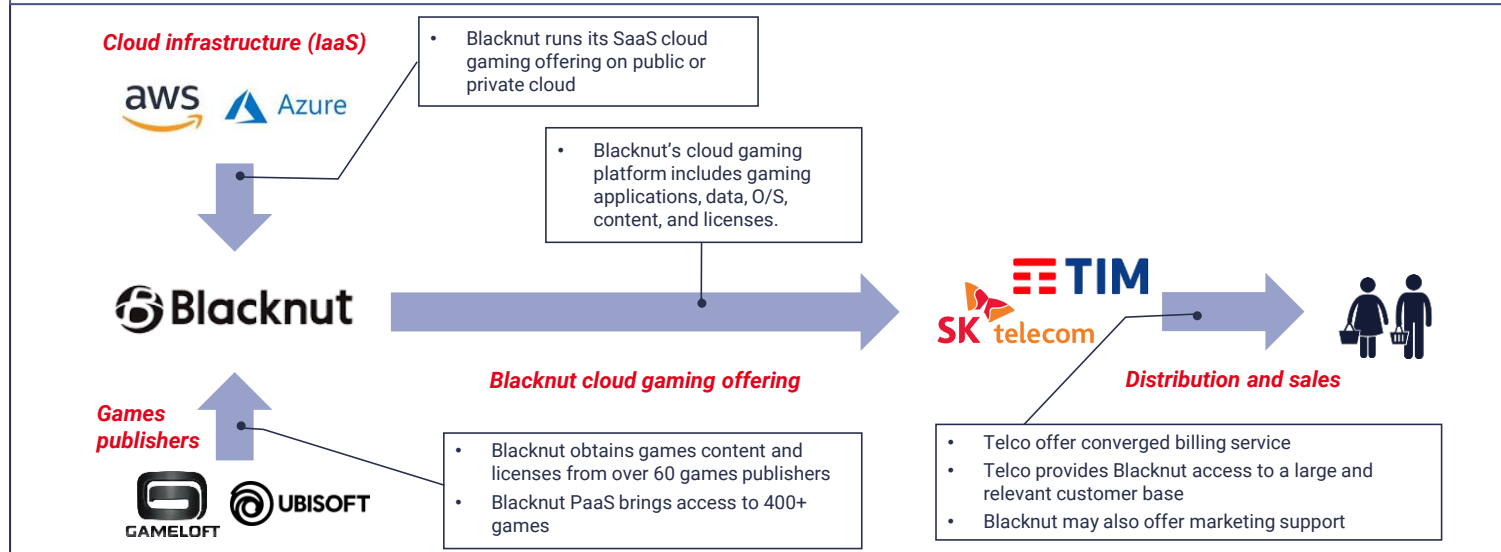 Cloud infrastructure (IaaS)
aws
Azure
• Blacknut runs its SaaS cloud
gaming offering on public or
private cloud
• Blacknut’s cloud gaming
platform includes gaming
applications, data, O/S,
content, and licenses.
Blacknut
TIM
SK telecom
Blacknut cloud gaming offering
Distribution and sales
Games
publishers
GAMELOFT
UBISOFT
• Blacknut obtains games content and
licenses from over 60 games publishers
• Blacknut PaaS brings access to 400+
games
• Telco offer converged billing service
• Telco provides Blacknut access to a large and
relevant customer base
• Blacknut may also offer marketing support